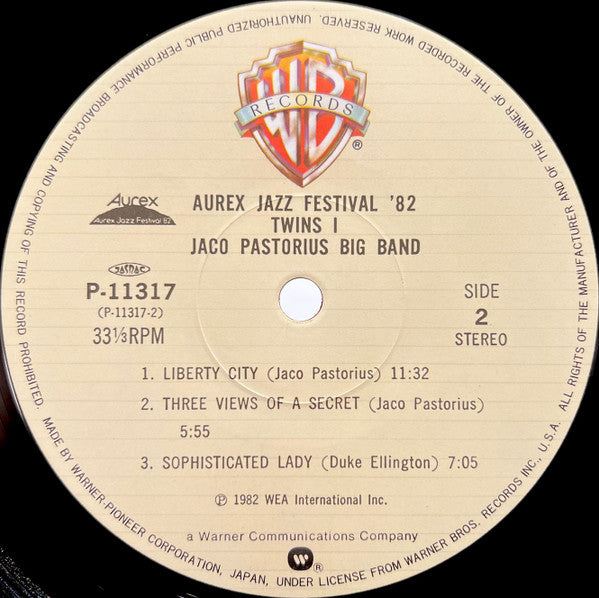 WB
RECORDS
®
AUREX JAZZ FESTIVAL '82
TWINS I
JACO PASTORIUS BIG BAND
Aurex
Aurex Jazz Festival 82
JASRAC
P-11317
(P-11317-2)
33⅓RPM
SIDE
2
STEREO
1. LIBERTY CITY (Jaco Pastorius) 11:32
2. THREE VIEWS OF A SECRET (Jaco Pastorius)
5:55
3. SOPHISTICATED LADY (Duke Ellington) 7:05
℗ 1982 WEA International Inc.
a Warner Communications Company
W®
MADE BY WARNER-PIONEER CORPORATION, JAPAN, UNDER LICENSE FROM WARNER BROS. RECORDS INC., U.S.A. ALL RIGHTS OF THE MANUFACTURER AND OF THE OWNER OF THE RECORDED WORK RESERVED. UNAUTHORIZED PUBLIC PERFORMANCE BROADCASTING AND COPYING OF THIS RECORD PROHIBITED.